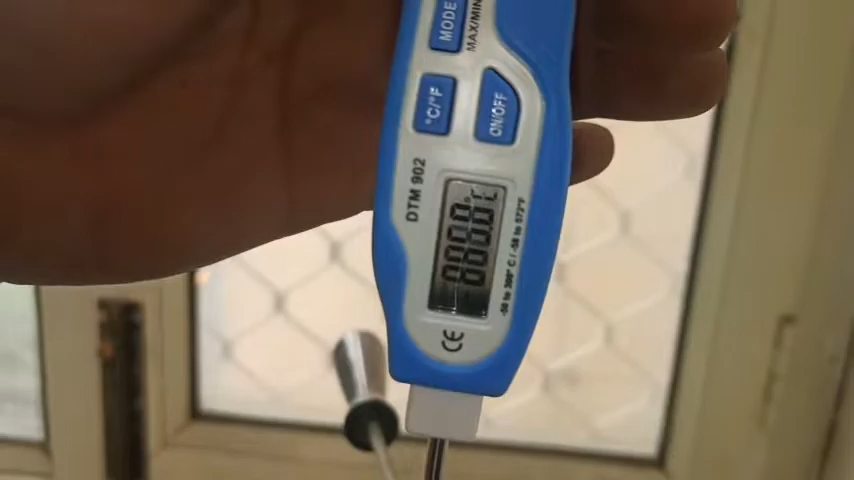 MODE
MAX/MIN
°C/°F
ON/OFF
DTM 902
-50 to 300°C / -58 to 572°F
CE